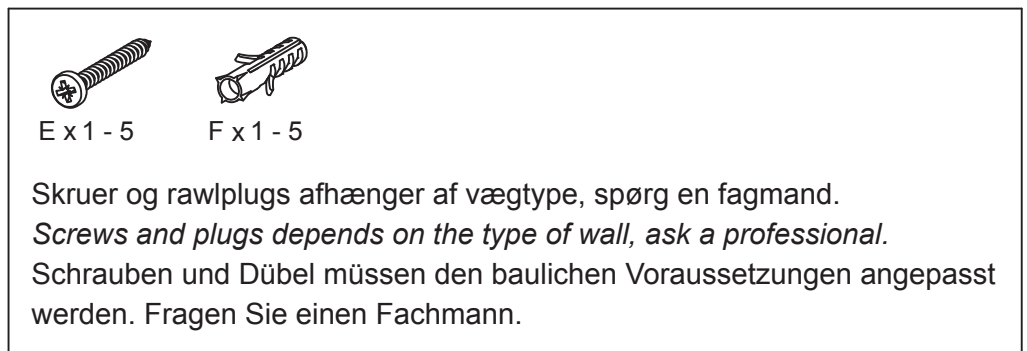 E x 1 - 5 F x 1 - 5
Skruer og rawlplugs afhænger af vægtype, spørg en fagmand.
Screws and plugs depends on the type of wall, ask a professional.
Schrauben und Dübel müssen den baulichen Voraussetzungen angepasst
werden. Fragen Sie einen Fachmann.